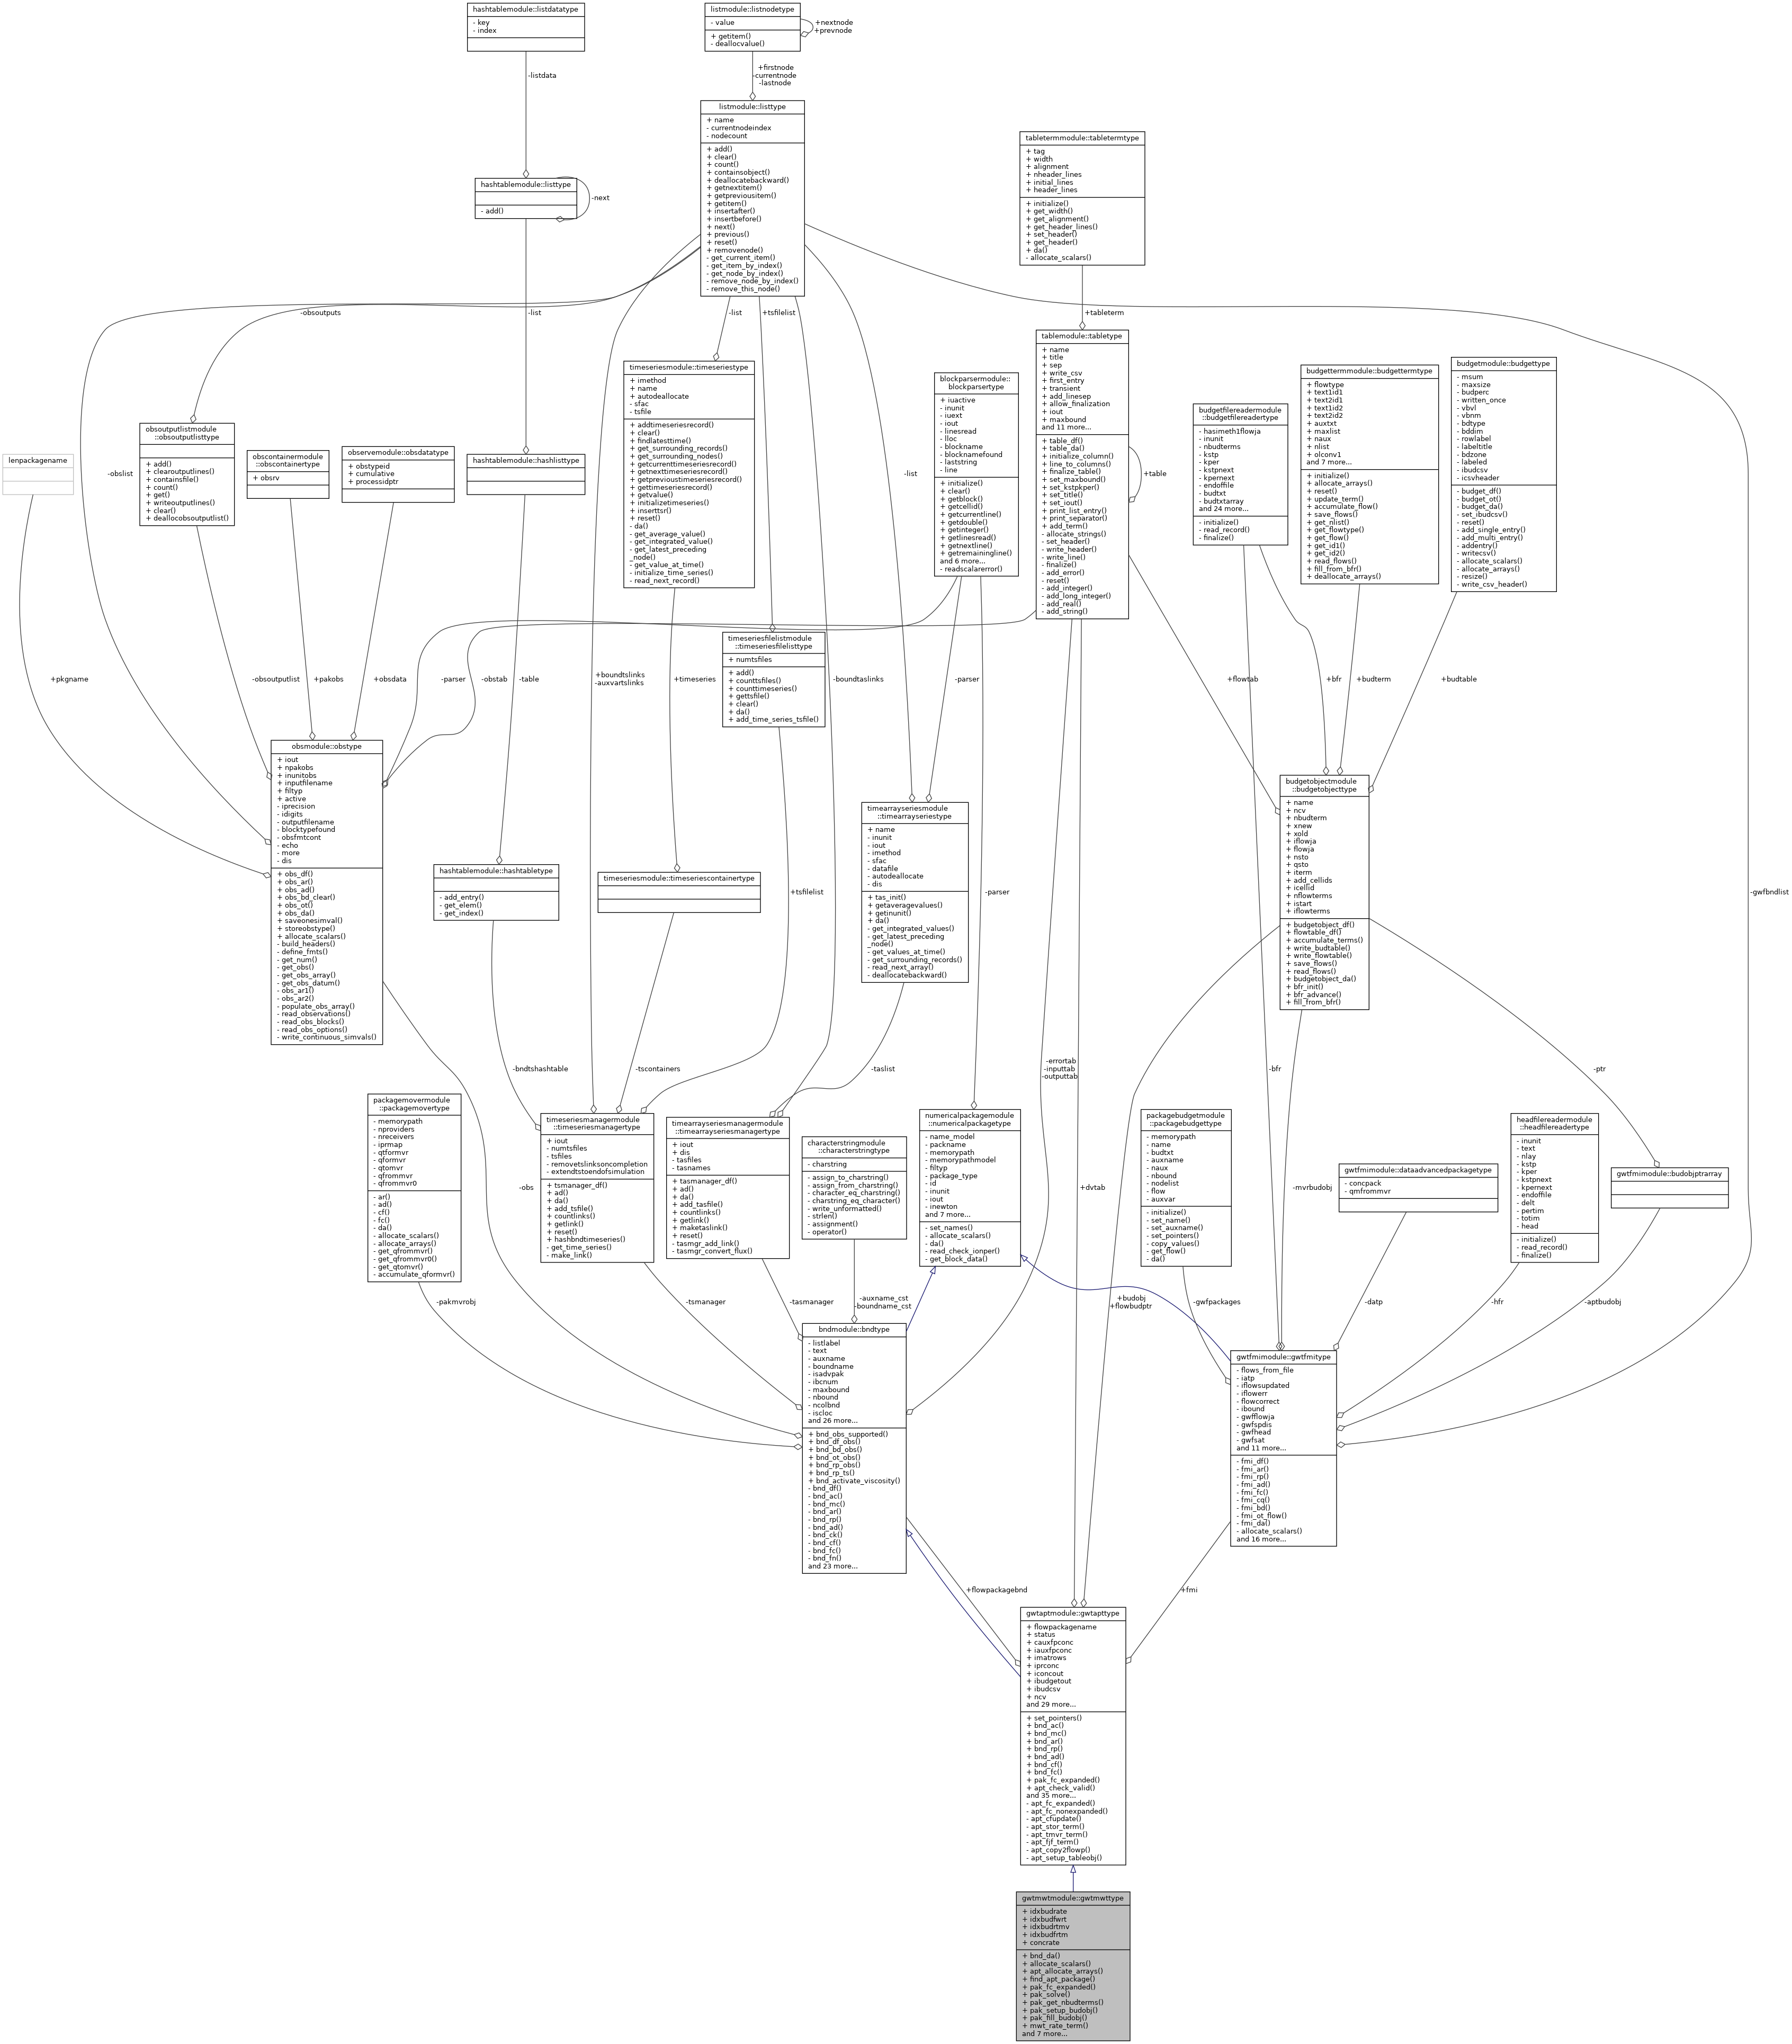 hashtablemodule::listdatatype
- key
- index
listmodule::listnodetype
- value
+ getitem()
- deallocvalue()
+nextnode
+prevnode
-listdata
+firstnode
-currentnode
-lastnode
listmodule::listtype
+ name
- currentnodeindex
- nodecount
+ add()
+ clear()
+ count()
+ containsobject()
+ deallocatebackward()
+ getnextitem()
+ getpreviousitem()
+ getitem()
+ insertafter()
+ insertbefore()
+ next()
+ previous()
+ reset()
+ removenode()
- get_current_item()
- get_item_by_index()
- get_node_by_index()
- remove_node_by_index()
- remove_this_node()
hashtablemodule::listtype
- add()
-next
tabletermmodule::tabletermtype
+ tag
+ width
+ alignment
+ nheader_lines
+ initial_lines
+ header_lines
+ initialize()
+ get_width()
+ get_alignment()
+ get_header_lines()
+ set_header()
+ get_header()
+ da()
- allocate_scalars()
-obsoutputs
-list
-list
+tsfilelist
+tableterm
lenpackagename
obsoutputlistmodule
::obsoutputlisttype
+ add()
+ clearoutputlines()
+ containsfile()
+ count()
+ get()
+ writeoutputlines()
+ clear()
+ deallocobsoutputlist()
obscontainermodule
::obscontainertype
+ obsrv
observemodule::obsdatatype
+ obstypeid
+ cumulative
+ processidptr
hashtablemodule::hashlisttype
timeseriesmodule::timeseriestype
+ imethod
+ name
+ autodeallocate
- sfac
- tsfile
+ addtimeseriesrecord()
+ clear()
+ findlatesttime()
+ get_surrounding_records()
+ get_surrounding_nodes()
+ getcurrenttimeseriesrecord()
+ getnexttimeseriesrecord()
+ getprevioustimeseriesrecord()
+ gettimeseriesrecord()
+ getvalue()
+ initializetimeseries()
+ inserttsr()
+ reset()
- da()
- get_average_value()
- get_integrated_value()
- get_latest_preceding
_node()
- get_value_at_time()
- initialize_time_series()
- read_next_record()
blockparsermodule::
blockparsertype
+ iuactive
- inunit
- iuext
- iout
- linesread
- lloc
- blockname
- blocknamefound
- laststring
- line
+ initialize()
+ clear()
+ getblock()
+ getcellid()
+ getcurrentline()
+ getdouble()
+ getinteger()
+ getlinesread()
+ getnextline()
+ getremainingline()
and 6 more...
- readscalarerror()
tablemodule::tabletype
+ name
+ title
+ sep
+ write_csv
+ first_entry
+ transient
+ add_linesep
+ allow_finalization
+ iout
+ maxbound
and 11 more...
+ table_df()
+ table_da()
+ initialize_column()
+ line_to_columns()
+ finalize_table()
+ set_maxbound()
+ set_kstpkper()
+ set_title()
+ set_iout()
+ print_list_entry()
+ print_separator()
+ add_term()
- allocate_strings()
- set_header()
- write_header()
- write_line()
- finalize()
- add_error()
- reset()
- add_integer()
- add_long_integer()
- add_real()
- add_string()
+table
budgetfilereadermodule
::budgetfilereadertype
- hasimeth1flowja
- inunit
- nbudterms
- kstp
- kper
- kstpnext
- kpernext
- endoffile
- budtxt
- budtxtarray
and 24 more...
- initialize()
- read_record()
- finalize()
budgettermmodule::budgettermtype
+ flowtype
+ text1id1
+ text2id1
+ text1id2
+ text2id2
+ auxtxt
+ maxlist
+ naux
+ nlist
+ olconv1
and 7 more...
+ initialize()
+ allocate_arrays()
+ reset()
+ update_term()
+ accumulate_flow()
+ save_flows()
+ get_nlist()
+ get_flowtype()
+ get_flow()
+ get_id1()
+ get_id2()
+ read_flows()
+ fill_from_bfr()
+ deallocate_arrays()
budgetmodule::budgettype
- msum
- maxsize
- budperc
- written_once
- vbvl
- vbnm
- bdtype
- bddim
- rowlabel
- labeltitle
- bdzone
- labeled
- ibudcsv
- icsvheader
- budget_df()
- budget_ot()
- budget_da()
- set_ibudcsv()
- reset()
- add_single_entry()
- add_multi_entry()
- addentry()
- writecsv()
- allocate_scalars()
- allocate_arrays()
- resize()
- write_csv_header()
-obslist
-list
timeseriesfilelistmodule
::timeseriesfilelisttype
+ numtsfiles
+ add()
+ counttsfiles()
+ counttimeseries()
+ gettsfile()
+ clear()
+ da()
+ add_time_series_tsfile()
+pkgname
-obsoutputlist
+pakobs
+obsdata
-parser
-obstab
-table
+boundtslinks
-auxvartslinks
+timeseries
-boundtaslinks
-parser
+flowtab
+bfr
+budterm
+budtable
obsmodule::obstype
+ iout
+ npakobs
+ inunitobs
+ inputfilename
+ filtyp
+ active
- iprecision
- idigits
- outputfilename
- blocktypefound
- obsfmtcont
- echo
- more
- dis
+ obs_df()
+ obs_ar()
+ obs_ad()
+ obs_bd_clear()
+ obs_ot()
+ obs_da()
+ saveonesimval()
+ storeobstype()
+ allocate_scalars()
- build_headers()
- define_fmts()
- get_num()
- get_obs()
- get_obs_array()
- get_obs_datum()
- obs_ar1()
- obs_ar2()
- populate_obs_array()
- read_observations()
- read_obs_blocks()
- read_obs_options()
- write_continuous_simvals()
hashtablemodule::hashtabletype
- add_entry()
- get_elem()
- get_index()
timeseriesmodule::timeseriescontainertype
+tsfilelist
timearrayseriesmodule
::timearrayseriestype
+ name
- inunit
- iout
- imethod
- sfac
- datafile
- autodeallocate
- dis
+ tas_init()
+ getaveragevalues()
+ getinunit()
+ da()
- get_integrated_values()
- get_latest_preceding
_node()
- get_values_at_time()
- get_surrounding_records()
- read_next_array()
- deallocatebackward()
-parser
budgetobjectmodule
::budgetobjecttype
+ name
+ ncv
+ nbudterm
+ xnew
+ xold
+ iflowja
+ flowja
+ nsto
+ qsto
+ iterm
+ add_cellids
+ icellid
+ nflowterms
+ istart
+ iflowterms
+ budgetobject_df()
+ flowtable_df()
+ accumulate_terms()
+ write_budtable()
+ write_flowtable()
+ save_flows()
+ read_flows()
+ budgetobject_da()
+ bfr_init()
+ bfr_advance()
+ fill_from_bfr()
-gwfbndlist
-bndtshashtable
-tscontainers
-taslist
-errortab
-inputtab
-outputtab
-bfr
-ptr
packagemovermodule
::packagemovertype
- memorypath
- nproviders
- nreceivers
- iprmap
- qtformvr
- qformvr
- qtomvr
- qfrommvr
- qfrommvr0
- ar()
- ad()
- cf()
- fc()
- da()
- allocate_scalars()
- allocate_arrays()
- get_qfrommvr()
- get_qfrommvr0()
- get_qtomvr()
- accumulate_qformvr()
-obs
timeseriesmanagermodule
::timeseriesmanagertype
+ iout
- numtsfiles
- tsfiles
- removetslinksoncompletion
- extendtstoendofsimulation
+ tsmanager_df()
+ ad()
+ da()
+ add_tsfile()
+ countlinks()
+ getlink()
+ reset()
+ hashbndtimeseries()
- get_time_series()
- make_link()
timearrayseriesmanagermodule
::timearrayseriesmanagertype
+ iout
+ dis
- tasfiles
- tasnames
+ tasmanager_df()
+ ad()
+ da()
+ add_tasfile()
+ countlinks()
+ getlink()
+ maketaslink()
+ reset()
- tasmgr_add_link()
- tasmgr_convert_flux()
characterstringmodule
::characterstringtype
- charstring
- assign_to_charstring()
- assign_from_charstring()
- character_eq_charstring()
- charstring_eq_character()
- write_unformatted()
- strlen()
- assignment()
- operator()
numericalpackagemodule
::numericalpackagetype
- name_model
- packname
- memorypath
- memorypathmodel
- filtyp
- package_type
- id
- inunit
- iout
- inewton
and 7 more...
- set_names()
- allocate_scalars()
- da()
- read_check_ionper()
- get_block_data()
+dvtab
packagebudgetmodule
::packagebudgettype
- memorypath
- name
- budtxt
- auxname
- naux
- nbound
- nodelist
- flow
- auxvar
- initialize()
- set_name()
- set_auxname()
- set_pointers()
- copy_values()
- get_flow()
- da()
-mvrbudobj
gwtfmimodule::dataadvancedpackagetype
- concpack
- qmfrommvr
headfilereadermodule
::headfilereadertype
- inunit
- text
- nlay
- kstp
- kper
- kstpnext
- kpernext
- endoffile
- delt
- pertim
- totim
- head
- initialize()
- read_record()
- finalize()
gwtfmimodule::budobjptrarray
-pakmvrobj
-tsmanager
-tasmanager
-auxname_cst
-boundname_cst
+budobj
+flowbudptr
-gwfpackages
-datp
-hfr
-aptbudobj
bndmodule::bndtype
- listlabel
- text
- auxname
- boundname
- isadvpak
- ibcnum
- maxbound
- nbound
- ncolbnd
- iscloc
and 26 more...
+ bnd_obs_supported()
+ bnd_df_obs()
+ bnd_bd_obs()
+ bnd_ot_obs()
+ bnd_rp_obs()
+ bnd_rp_ts()
+ bnd_activate_viscosity()
- bnd_df()
- bnd_ac()
- bnd_mc()
- bnd_ar()
- bnd_rp()
- bnd_ad()
- bnd_ck()
- bnd_cf()
- bnd_fc()
- bnd_fn()
and 23 more...
gwtfmimodule::gwtfmitype
- flows_from_file
- iatp
- iflowsupdated
- iflowerr
- flowcorrect
- ibound
- gwfflowja
- gwfspdis
- gwfhead
- gwfsat
and 11 more...
- fmi_df()
- fmi_ar()
- fmi_rp()
- fmi_ad()
- fmi_fc()
- fmi_cq()
- fmi_bd()
- fmi_ot_flow()
- fmi_da()
- allocate_scalars()
and 16 more...
+flowpackagebnd
+fmi
gwtaptmodule::gwtapttype
+ flowpackagename
+ status
+ cauxfpconc
+ iauxfpconc
+ imatrows
+ iprconc
+ iconcout
+ ibudgetout
+ ibudcsv
+ ncv
and 29 more...
+ set_pointers()
+ bnd_ac()
+ bnd_mc()
+ bnd_ar()
+ bnd_rp()
+ bnd_ad()
+ bnd_cf()
+ bnd_fc()
+ pak_fc_expanded()
+ apt_check_valid()
and 35 more...
- apt_fc_expanded()
- apt_fc_nonexpanded()
- apt_cfupdate()
- apt_stor_term()
- apt_tmvr_term()
- apt_fjf_term()
- apt_copy2flowp()
- apt_setup_tableobj()
gwtmwtmodule::gwtmwttype
+ idxbudrate
+ idxbudfwrt
+ idxbudrtmv
+ idxbudfrtm
+ concrate
+ bnd_da()
+ allocate_scalars()
+ apt_allocate_arrays()
+ find_apt_package()
+ pak_fc_expanded()
+ pak_solve()
+ pak_get_nbudterms()
+ pak_setup_budobj()
+ pak_fill_budobj()
+ mwt_rate_term()
and 7 more...